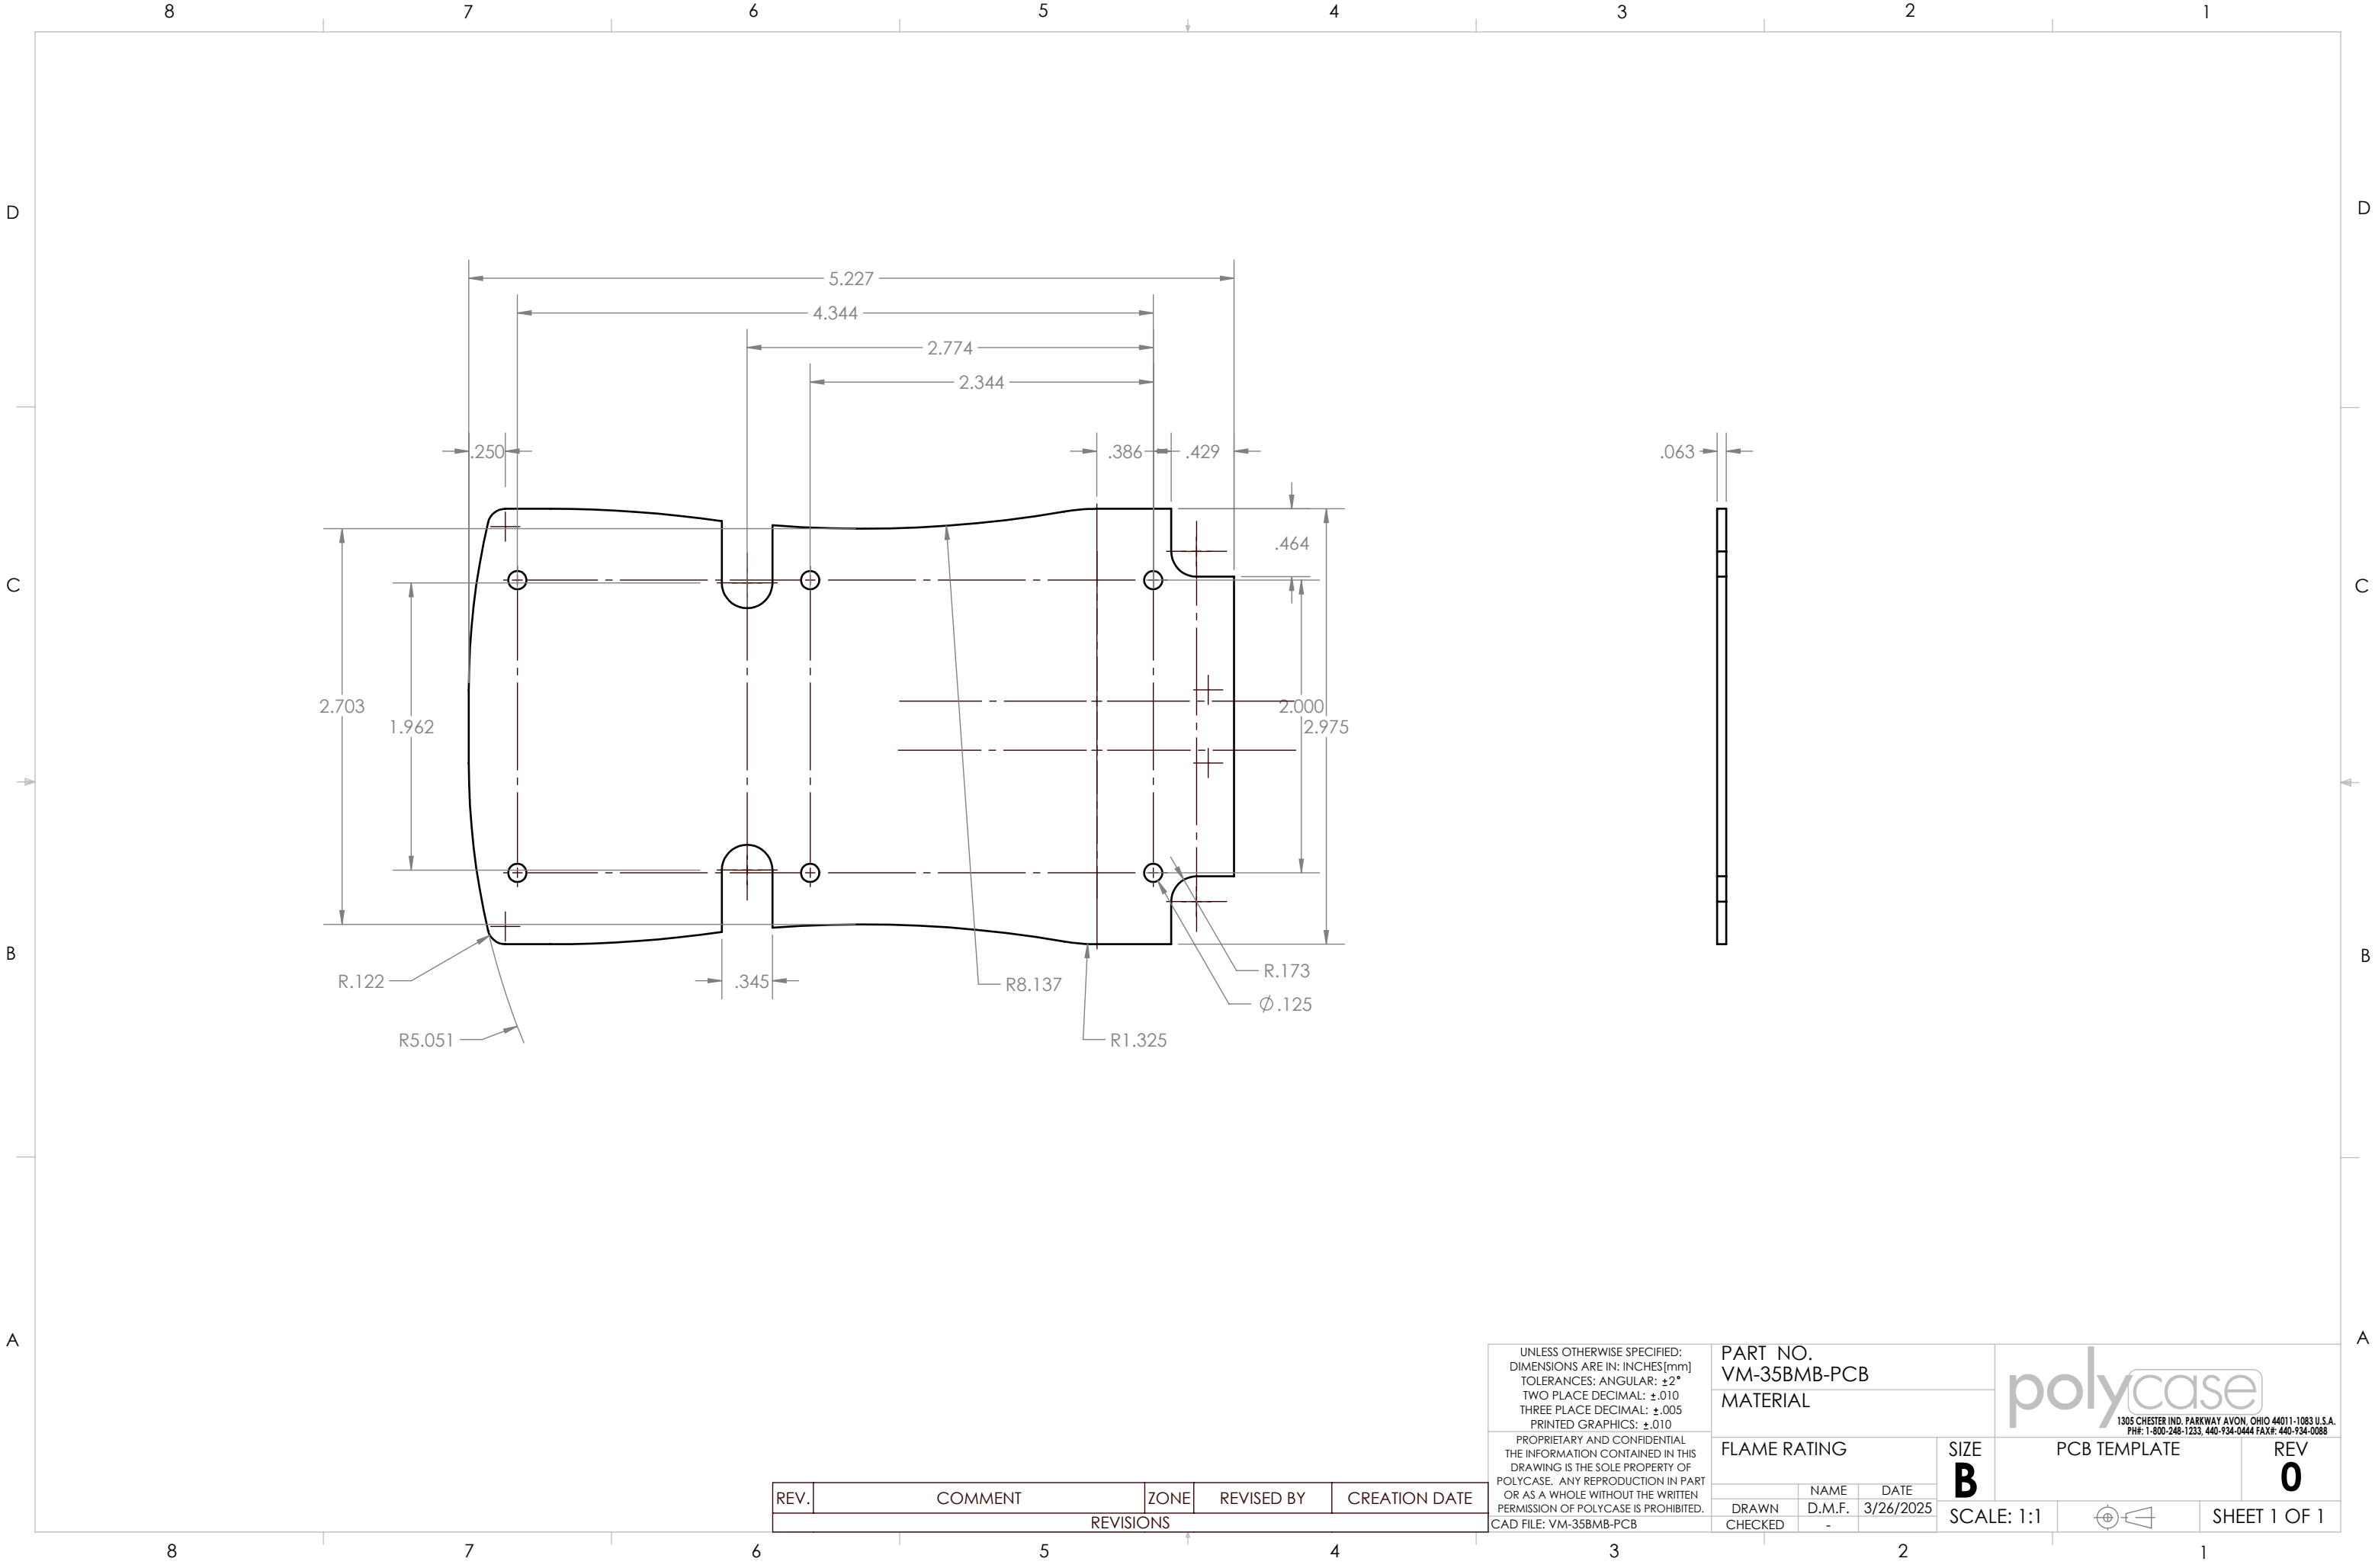 8 7 6 5 4 3 2 1
D D
5.227
4.344
2.774
2.344
.250 .386 .429 .063
.464
C C
2.703 2.000
1.962 2.975
B B
R.122 .345 R8.137 R.173
Ø.125
R5.051 R1.325
A A
UNLESS OTHERWISE SPECIFIED:
DIMENSIONS ARE IN: INCHES[mm]
TOLERANCES: ANGULAR: ±2°
TWO PLACE DECIMAL: ±.010
THREE PLACE DECIMAL: ±.005
PRINTED GRAPHICS: ±.010
PROPRIETARY AND CONFIDENTIAL
THE INFORMATION CONTAINED IN THIS
DRAWING IS THE SOLE PROPERTY OF
POLYCASE. ANY REPRODUCTION IN PART
OR AS A WHOLE WITHOUT THE WRITTEN
PERMISSION OF POLYCASE IS PROHIBITED.
CAD FILE: VM-35BMB-PCB
PART NO.
VM-35BMB-PCB
MATERIAL
FLAME RATING
NAME DATE
DRAWN D.M.F. 3/26/2025
CHECKED -
polycase
1305 CHESTER IND. PARKWAY AVON, OHIO 44011-1083 U.S.A.
PH#: 1-800-248-1233, 440-934-0444 FAX#: 440-934-0088
SIZE
B
PCB TEMPLATE
REV
0
SCALE: 1:1
SHEET 1 OF 1
REV. COMMENT ZONE REVISED BY CREATION DATE
REVISIONS
8 7 6 5 4 3 2 1